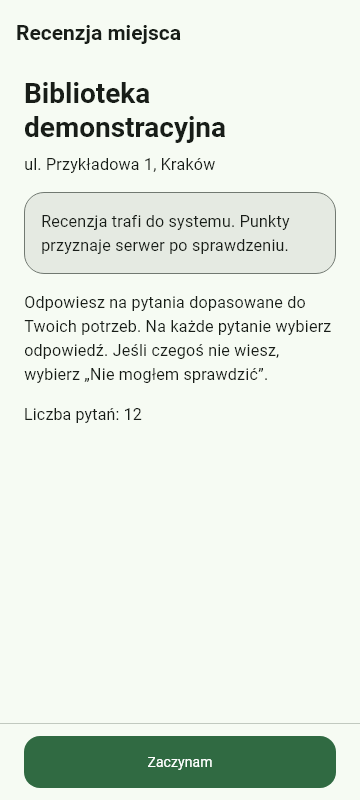 Recenzja miejsca
Biblioteka
demonstracyjna
ul. Przykładowa 1, Kraków
Recenzja trafi do systemu. Punkty
przyznaje serwer po sprawdzeniu.
Odpowiesz na pytania dopasowane do
Twoich potrzeb. Na każde pytanie wybierz
odpowiedź. Jeśli czegoś nie wiesz,
wybierz „Nie mogłem sprawdzić”.
Liczba pytań: 12
Zaczynam